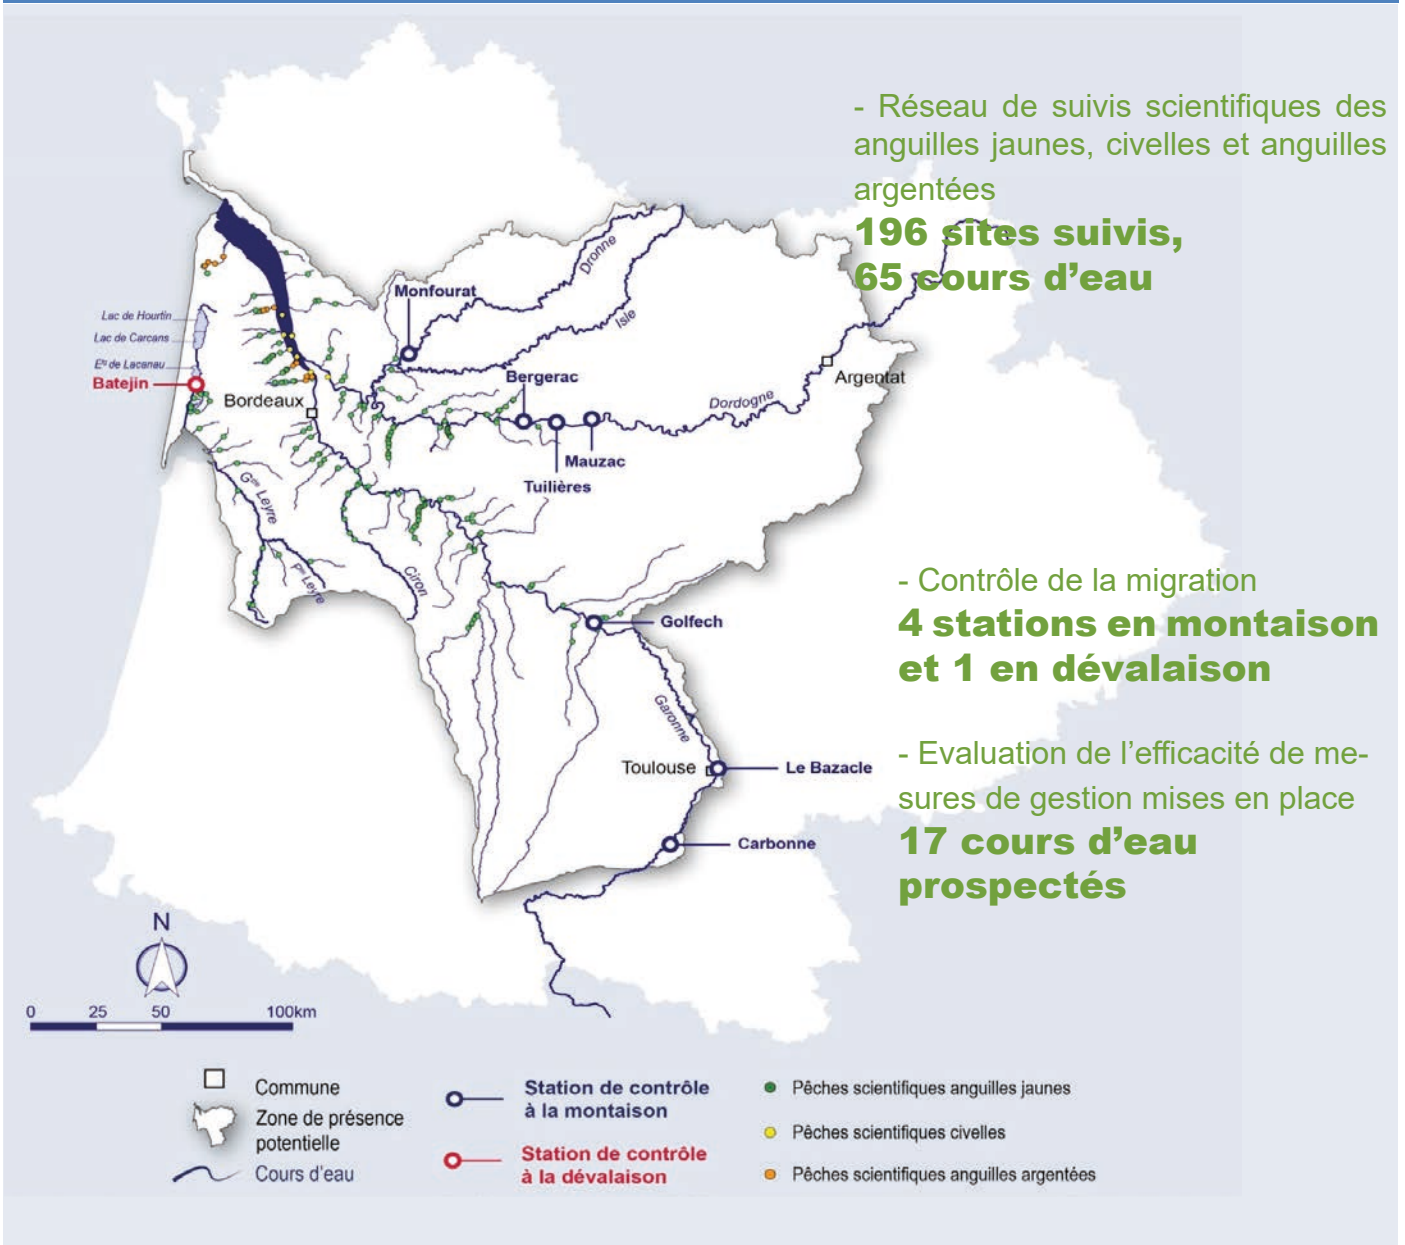 - Réseau de suivis scientifiques des
anguilles jaunes, civelles et anguilles
argentées
196 sites suivis,
65 cours d'eau
Dronne
Monfourat
Isle
Lac de Hourtin
Lac de Carcans
Etg de Lacanau
Batejin
Bordeaux
Bergerac
Argentat
Dordogne
Mauzac
Tuilières
Gde Leyre
Pte Leyre
Ciron
- Contrôle de la migration
4 stations en montaison
et 1 en dévalaison
Golfech
Garonne
- Evaluation de l'efficacité de me-
sures de gestion mises en place
17 cours d'eau
prospectés
Toulouse
Le Bazacle
Carbonne
N
0 25 50 100km
Commune
Zone de présence
potentielle
Cours d'eau
Station de contrôle
à la montaison
Station de contrôle
à la dévalaison
Pêches scientifiques anguilles jaunes
Pêches scientifiques civelles
Pêches scientifiques anguilles argentées